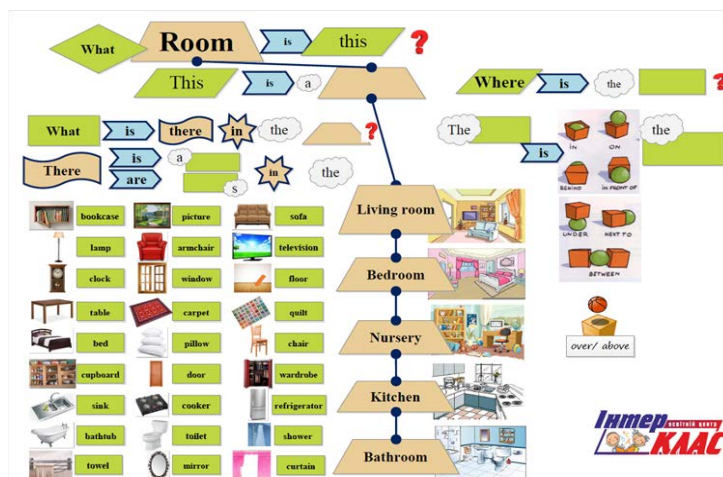 What Room is this ?
This is a
Where is the ?
What is there in the ?
The is the
There is a in the
are s
IN ON
BEHIND IN FRONT OF
UNDER NEXT TO
BETWEEN
over/ above
bookcase picture sofa
lamp armchair television
clock window floor
table carpet quilt
bed pillow chair
cupboard door wardrobe
sink cooker refrigerator
bathtub toilet shower
towel mirror curtain
Living room
Bedroom
Nursery
Kitchen
Bathroom
Інтер освітній центр
КЛАС